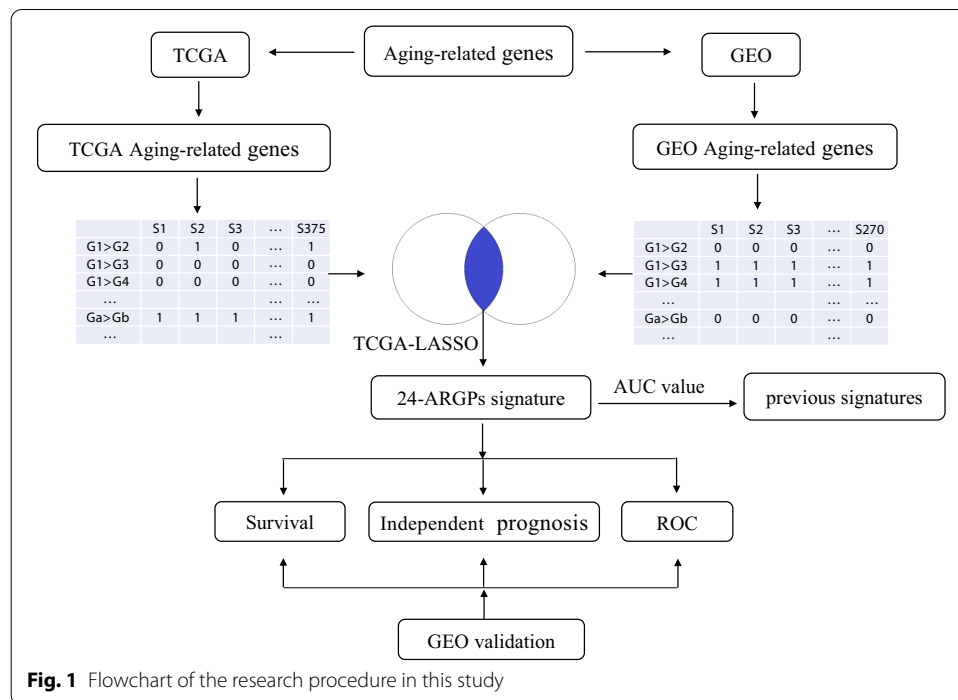 TCGA
Aging-related genes
GEO
TCGA Aging-related genes
GEO Aging-related genes
S1 S2 S3 ... S375
G1>G2 0 1 0 ... 1
G1>G3 0 0 0 ... 0
G1>G4 0 0 0 ... 0
... ... ...
Ga>Gb 1 1 1 ... 1
... ...
S1 S2 S3 ... S270
G1>G2 0 0 0 ... 0
G1>G3 1 1 1 ... 1
G1>G4 1 1 1 ... 1
... ...
Ga>Gb 0 0 0 ... 0
... ...
TCGA-LASSO
24-ARGPs signature
AUC value
previous signatures
Survival
Independent prognosis
ROC
GEO validation
Fig. 1 Flowchart of the research procedure in this study